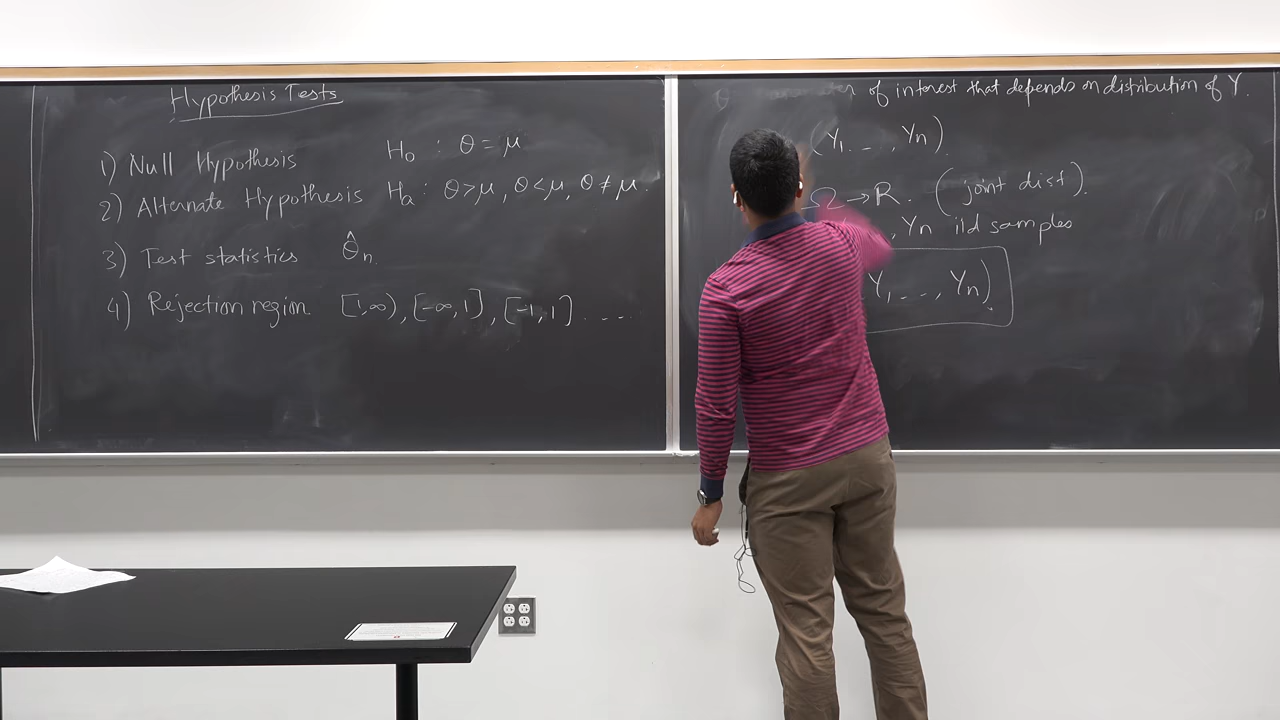 Hypothesis Tests
1) Null Hypothesis H₀ : θ = μ
2) Alternate Hypothesis Hₐ : θ>μ, θ<μ, θ≠μ.
3) Test statistics θ̂ₙ
4) Rejection region [1,∞), [-∞,1], [-1,1] ....
of interest that depends on distribution of Y.
(Y₁ ..., Yₙ)
Ω → R. (joint dist).
, Yₙ iid samples
Y₁ ..., Yₙ)